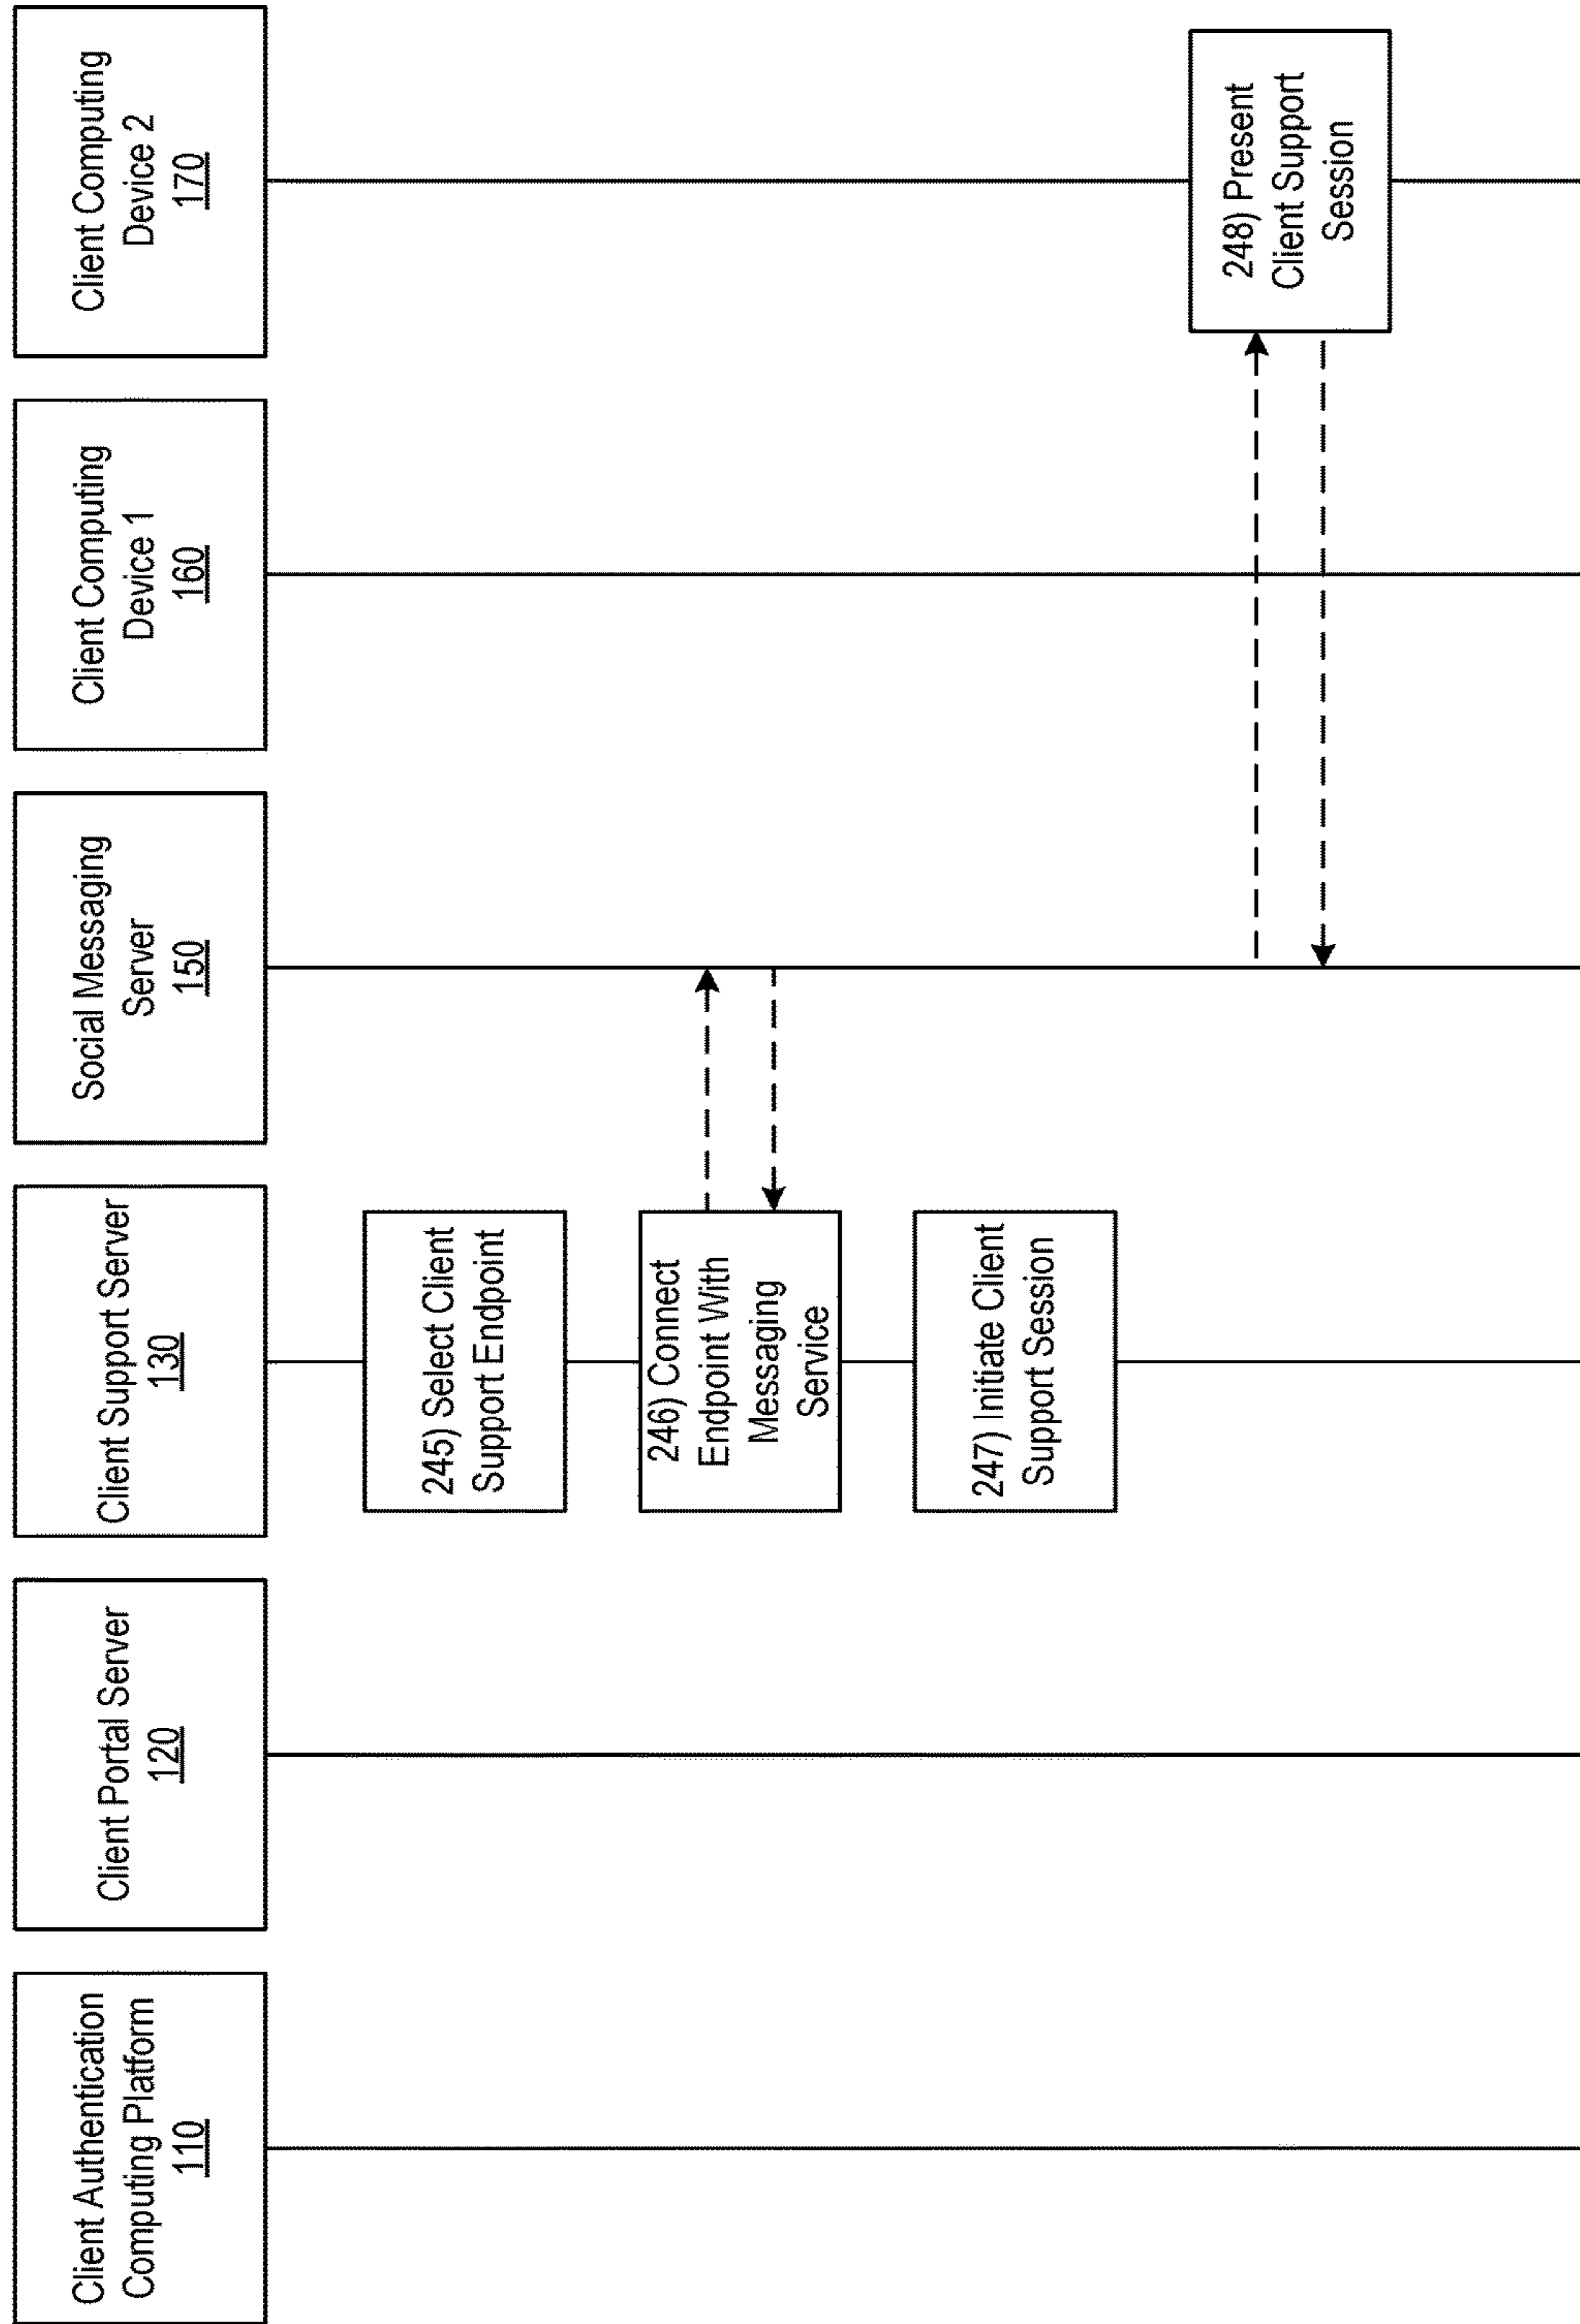 Client Authentication
Computing Platform
110
Client Portal Server
120
Client Support Server
130
Social Messaging
Server
150
Client Computing
Device 1
160
Client Computing
Device 2
170
245) Select Client
Support Endpoint
246) Connect
Endpoint With
Messaging
Service
247) Initiate Client
Support Session
248) Present
Client Support
Session